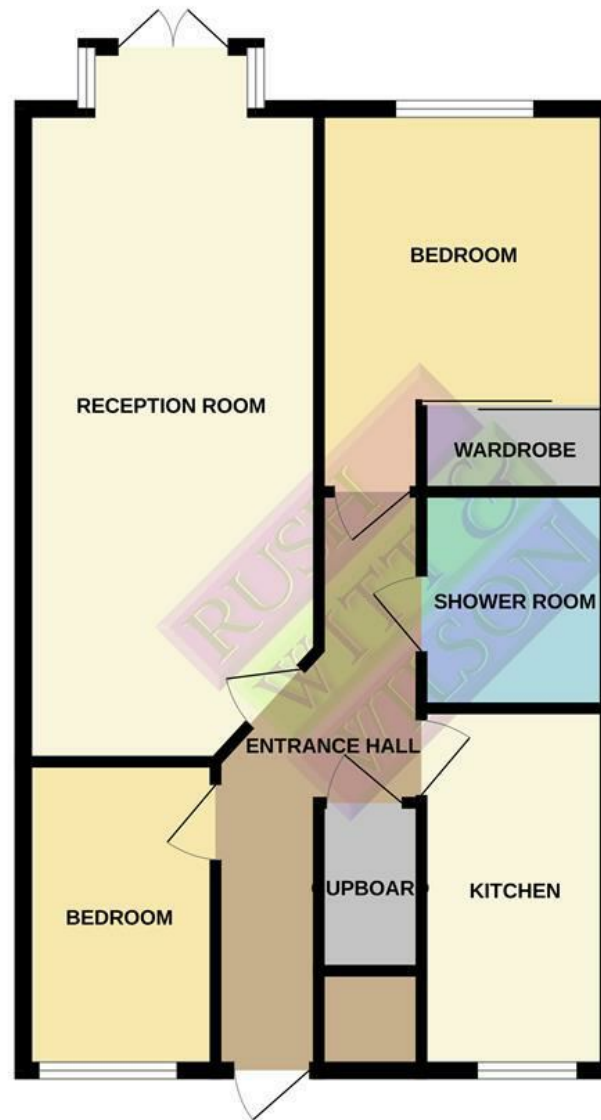 BEDROOM
RECEPTION ROOM
WARDROBE
RUSH
WITT &
WILSON
SHOWER ROOM
ENTRANCE HALL
CUPBOARD
KITCHEN
BEDROOM